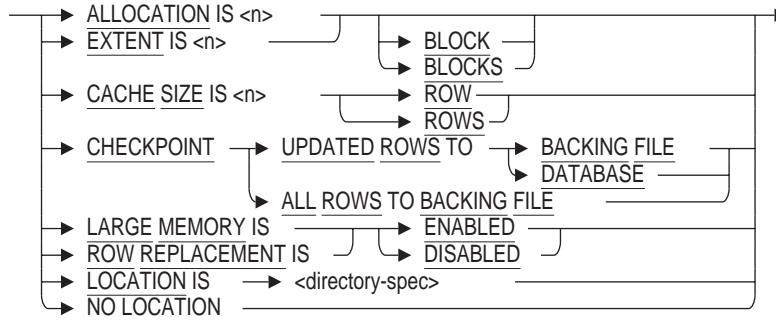 ALLOCATION IS <n>
EXTENT IS <n> BLOCK
BLOCKS
CACHE SIZE IS <n> ROW
ROWS
CHECKPOINT UPDATED ROWS TO BACKING FILE
DATABASE
ALL ROWS TO BACKING FILE
LARGE MEMORY IS ENABLED
ROW REPLACEMENT IS DISABLED
LOCATION IS <directory-spec>
NO LOCATION